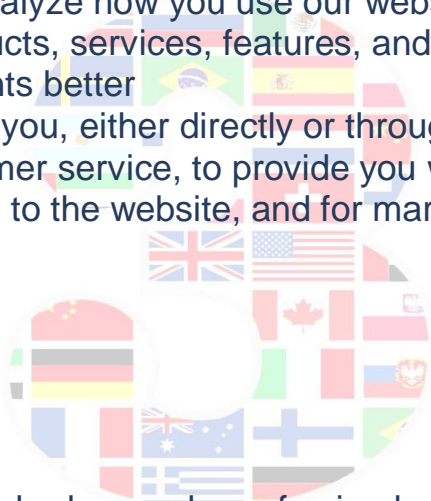 alyze how you use our webs
ucts, services, features, and
nts better
you, either directly or throug
mer service, to provide you w
to the website, and for mar